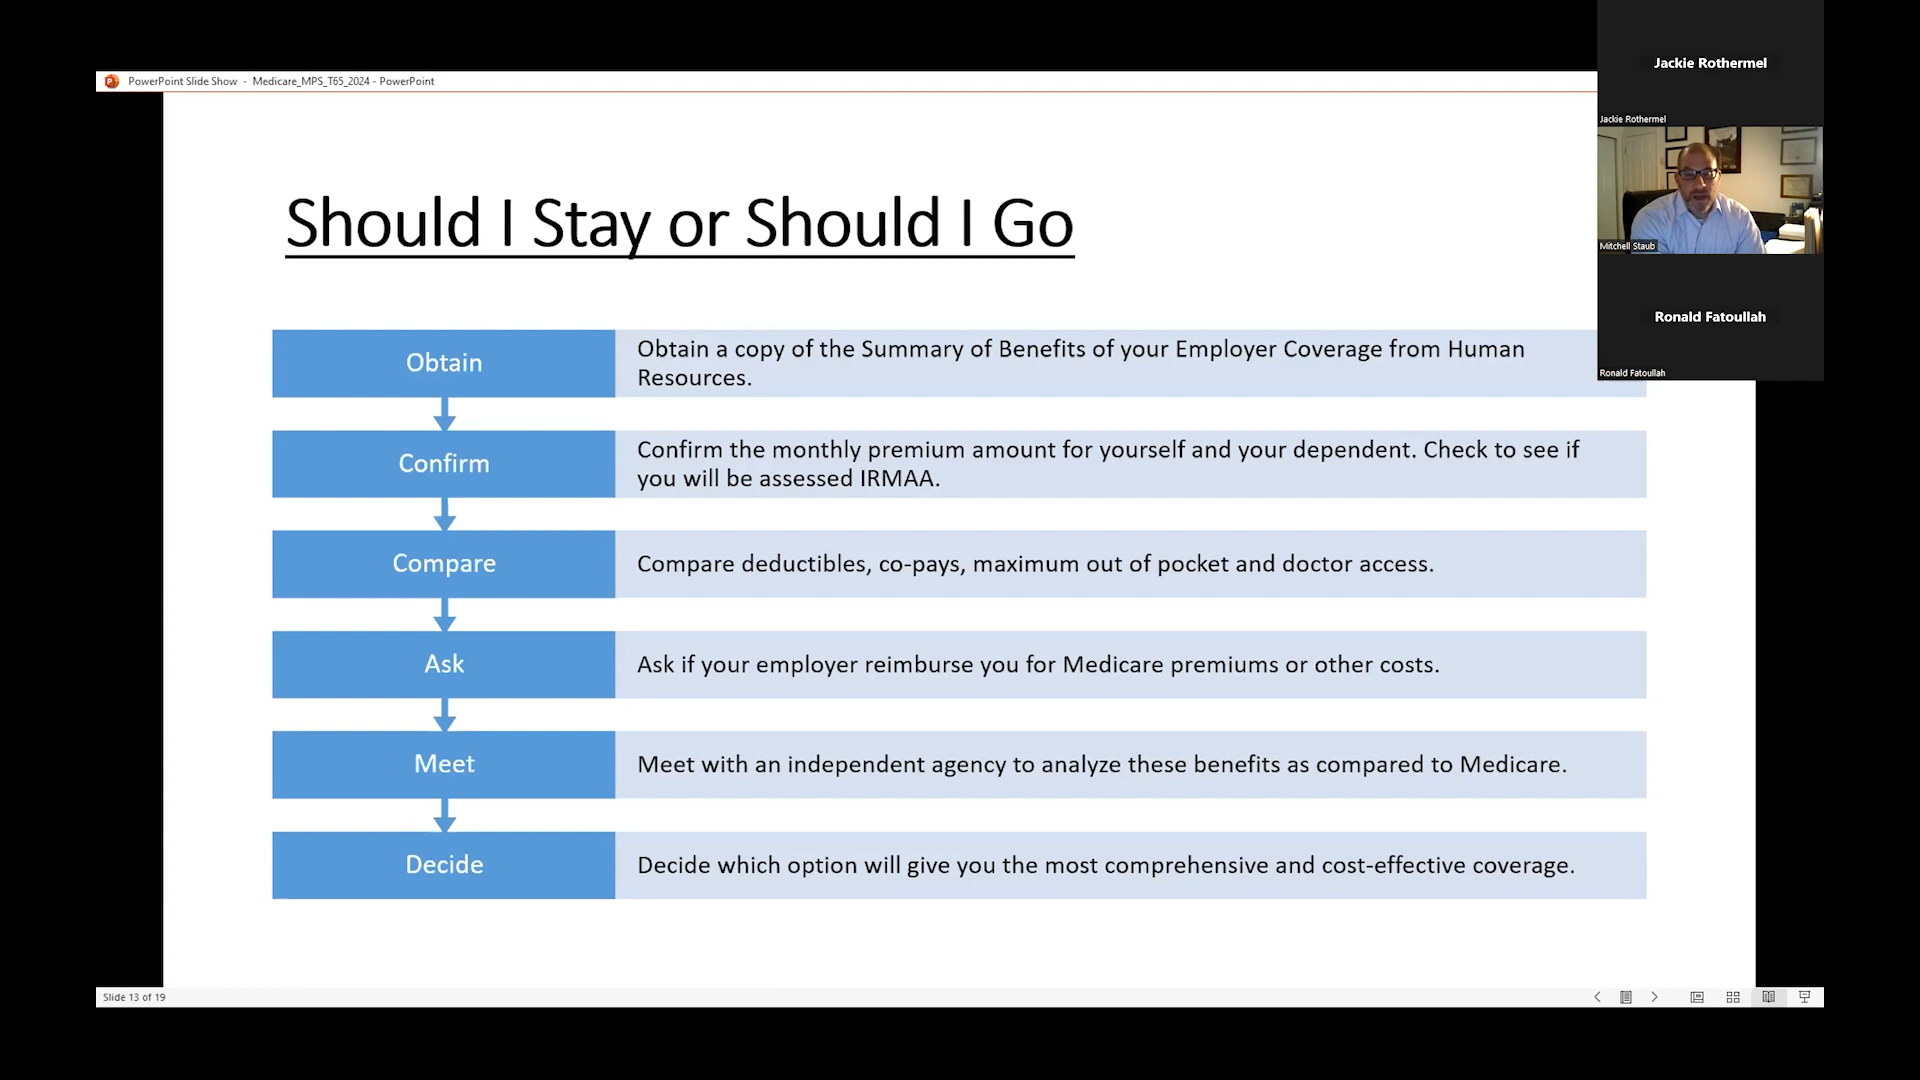 PowerPoint Slide Show - Medicare_MPS_T65_2024 - PowerPoint
Jackie Rothermel
Jackie Rothermel
Mitchell Staub
Ronald Fatoullah
Ronald Fatoullah
Should I Stay or Should I Go
Obtain
Obtain a copy of the Summary of Benefits of your Employer Coverage from Human
Resources.
Confirm
Confirm the monthly premium amount for yourself and your dependent. Check to see if
you will be assessed IRMAA.
Compare
Compare deductibles, co-pays, maximum out of pocket and doctor access.
Ask
Ask if your employer reimburse you for Medicare premiums or other costs.
Meet
Meet with an independent agency to analyze these benefits as compared to Medicare.
Decide
Decide which option will give you the most comprehensive and cost-effective coverage.
Slide 13 of 19